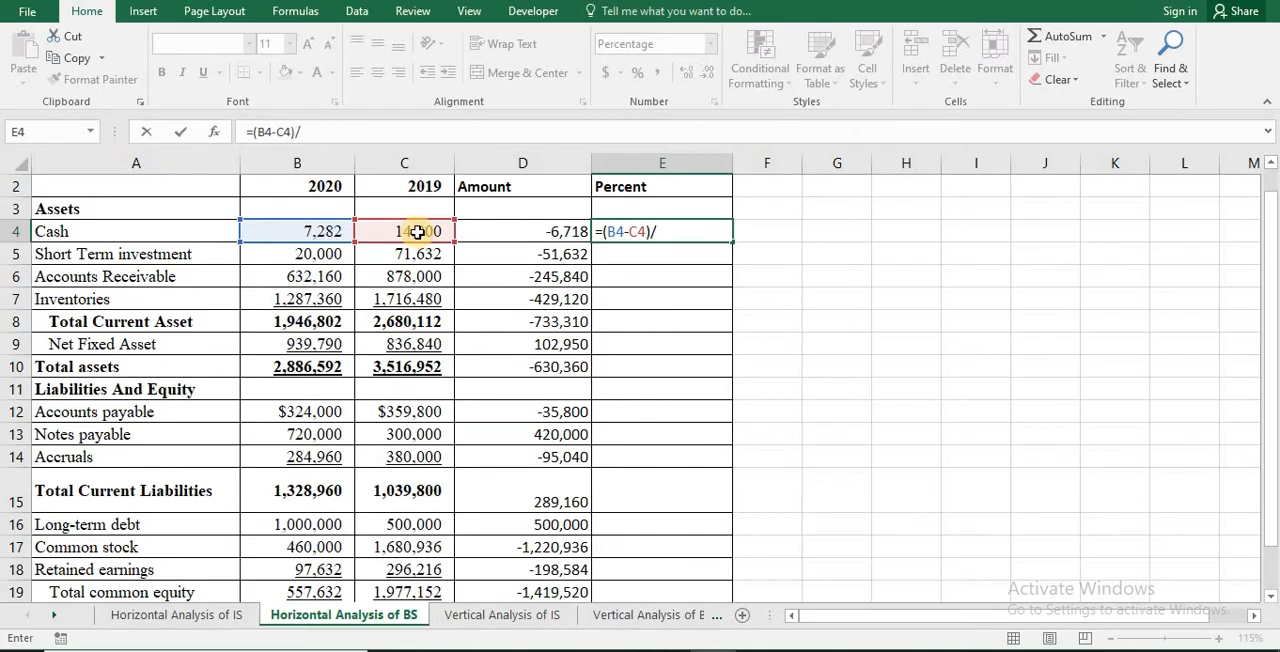 File Home Insert Page Layout Formulas Data Review View Developer Tell me what you want to do... Sign in Share
Cut
Copy
Format Painter
Paste
Clipboard
11 A A
B I U A
Font
Wrap Text
Merge & Center
Alignment
Percentage
$ % ,
Number
Conditional Formatting
Format as Table
Cell Styles
Styles
Insert Delete Format
Cells
AutoSum
Fill
Clear
Sort & Filter
Find & Select
Editing
E4 fx =(B4-C4)/
A B C D E F G H I J K L M
2 2020 2019 Amount Percent
3 Assets
4 Cash 7,282 -6,718 =(B4-C4)/
5 Short Term investment 20,000 71,632 -51,632
6 Accounts Receivable 632,160 878,000 -245,840
7 Inventories 1,287,360 1,716,480 -429,120
8 Total Current Asset 1,946,802 2,680,112 -733,310
9 Net Fixed Asset 939,790 836,840 102,950
10 Total assets 2,886,592 3,516,952 -630,360
11 Liabilities And Equity
12 Accounts payable $324,000 $359,800 -35,800
13 Notes payable 720,000 300,000 420,000
14 Accruals 284,960 380,000 -95,040
15 Total Current Liabilities 1,328,960 1,039,800 289,160
16 Long-term debt 1,000,000 500,000 500,000
17 Common stock 460,000 1,680,936 -1,220,936
18 Retained earnings 97,632 296,216 -198,584
19 Total common equity 557,632 1,977,152 -1,419,520
Activate Windows
Go to Settings to activate Windows.
Horizontal Analysis of IS Horizontal Analysis of BS Vertical Analysis of IS Vertical Analysis of E ...
Enter 115%